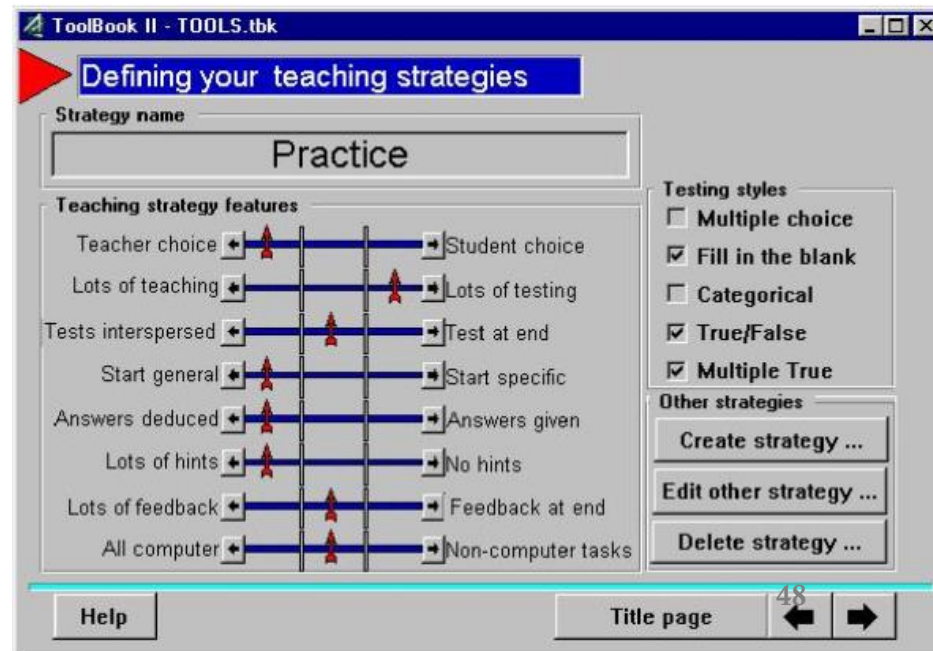 ToolBook II - TOOLS.tbk
Defining your teaching strategies
Strategy name
Practice
Teaching strategy features
Teacher choice Student choice
Lots of teaching Lots of testing
Tests interspersed Test at end
Start general Start specific
Answers deduced Answers given
Lots of hints No hints
Lots of feedback Feedback at end
All computer Non-computer tasks
Testing styles
Multiple choice
Fill in the blank
Categorical
True/False
Multiple True
Other strategies
Create strategy ...
Edit other strategy ...
Delete strategy ...
Help
Title page
48